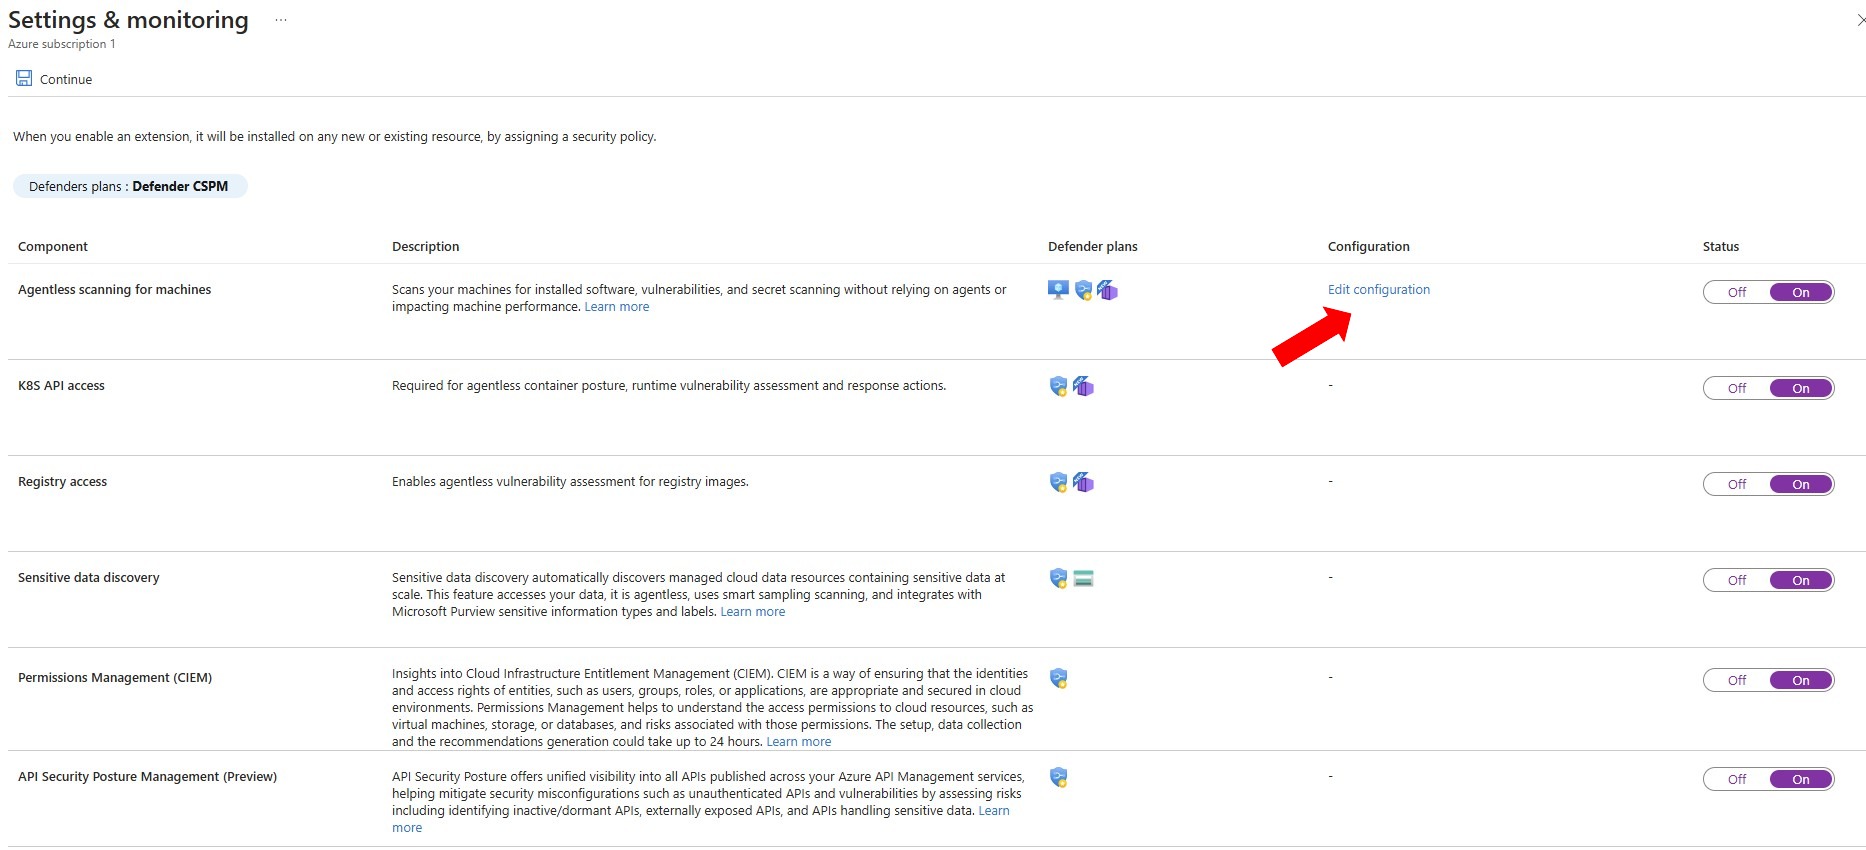 Settings & monitoring ...
Azure subscription 1
Continue
When you enable an extension, it will be installed on any new or existing resource, by assigning a security policy.
Defenders plans : Defender CSPM
Component Description Defender plans Configuration Status
Agentless scanning for machines
Scans your machines for installed software, vulnerabilities, and secret scanning without relying on agents or
impacting machine performance. Learn more
Edit configuration
Off On
K8S API access
Required for agentless container posture, runtime vulnerability assessment and response actions.
-
Off On
Registry access
Enables agentless vulnerability assessment for registry images.
-
Off On
Sensitive data discovery
Sensitive data discovery automatically discovers managed cloud data resources containing sensitive data at
scale. This feature accesses your data, it is agentless, uses smart sampling scanning, and integrates with
Microsoft Purview sensitive information types and labels. Learn more
-
Off On
Permissions Management (CIEM)
Insights into Cloud Infrastructure Entitlement Management (CIEM). CIEM is a way of ensuring that the identities
and access rights of entities, such as users, groups, roles, or applications, are appropriate and secured in cloud
environments. Permissions Management helps to understand the access permissions to cloud resources, such as
virtual machines, storage, or databases, and risks associated with those permissions. The setup, data collection
and the recommendations generation could take up to 24 hours. Learn more
-
Off On
API Security Posture Management (Preview)
API Security Posture offers unified visibility into all APIs published across your Azure API Management services,
helping mitigate security misconfigurations such as unauthenticated APIs and vulnerabilities by assessing risks
including identifying inactive/dormant APIs, externally exposed APIs, and APIs handling sensitive data. Learn
more
-
Off On